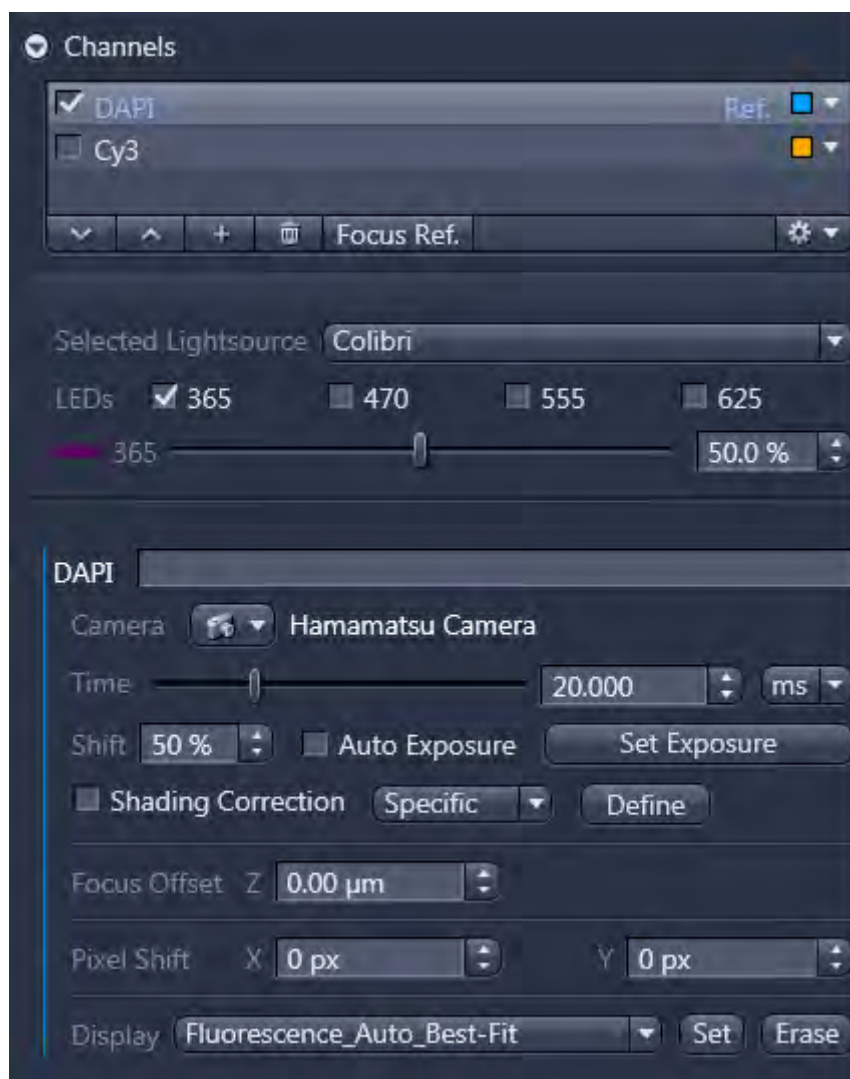 Channels
DAPI Ref.
Cy3
Focus Ref.
Selected Lightsource Colibri
LEDs 365 470 555 625
365 50.0 %
DAPI
Camera Hamamatsu Camera
Time 20.000 ms
Shift 50 % Auto Exposure Set Exposure
Shading Correction Specific Define
Focus Offset Z 0.00 µm
Pixel Shift X 0 px Y 0 px
Display Fluorescence_Auto_Best-Fit Set Erase